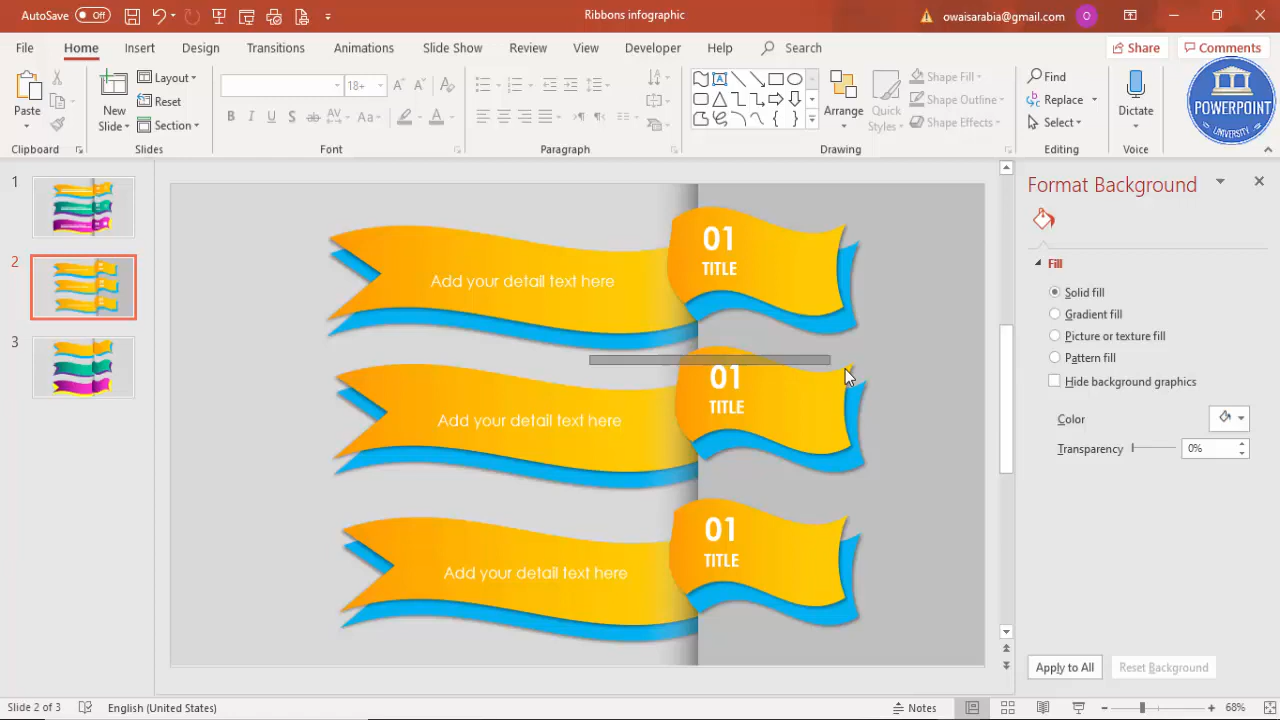 AutoSave Off
Ribbons infographic
owaisarabia@gmail.com O
File Home Insert Design Transitions Animations Slide Show Review View Developer Help Search Share Comments
Paste
Clipboard
New Slide
Layout
Reset
Section
Slides
18+
B I U S ab AV Aa A
Font
Paragraph
Arrange
Quick Styles
Shape Fill
Shape Outline
Shape Effects
Drawing
Find
Replace
Select
Editing
Dictate
Voice
POWERPOINT
UNIVERSITY
1
2
3
01
TITLE
Add your detail text here
01
TITLE
Add your detail text here
01
TITLE
Add your detail text here
Format Background
Fill
Solid fill
Gradient fill
Picture or texture fill
Pattern fill
Hide background graphics
Color
Transparency 0%
Apply to All Reset Background
Slide 2 of 3 English (United States) Notes 68%